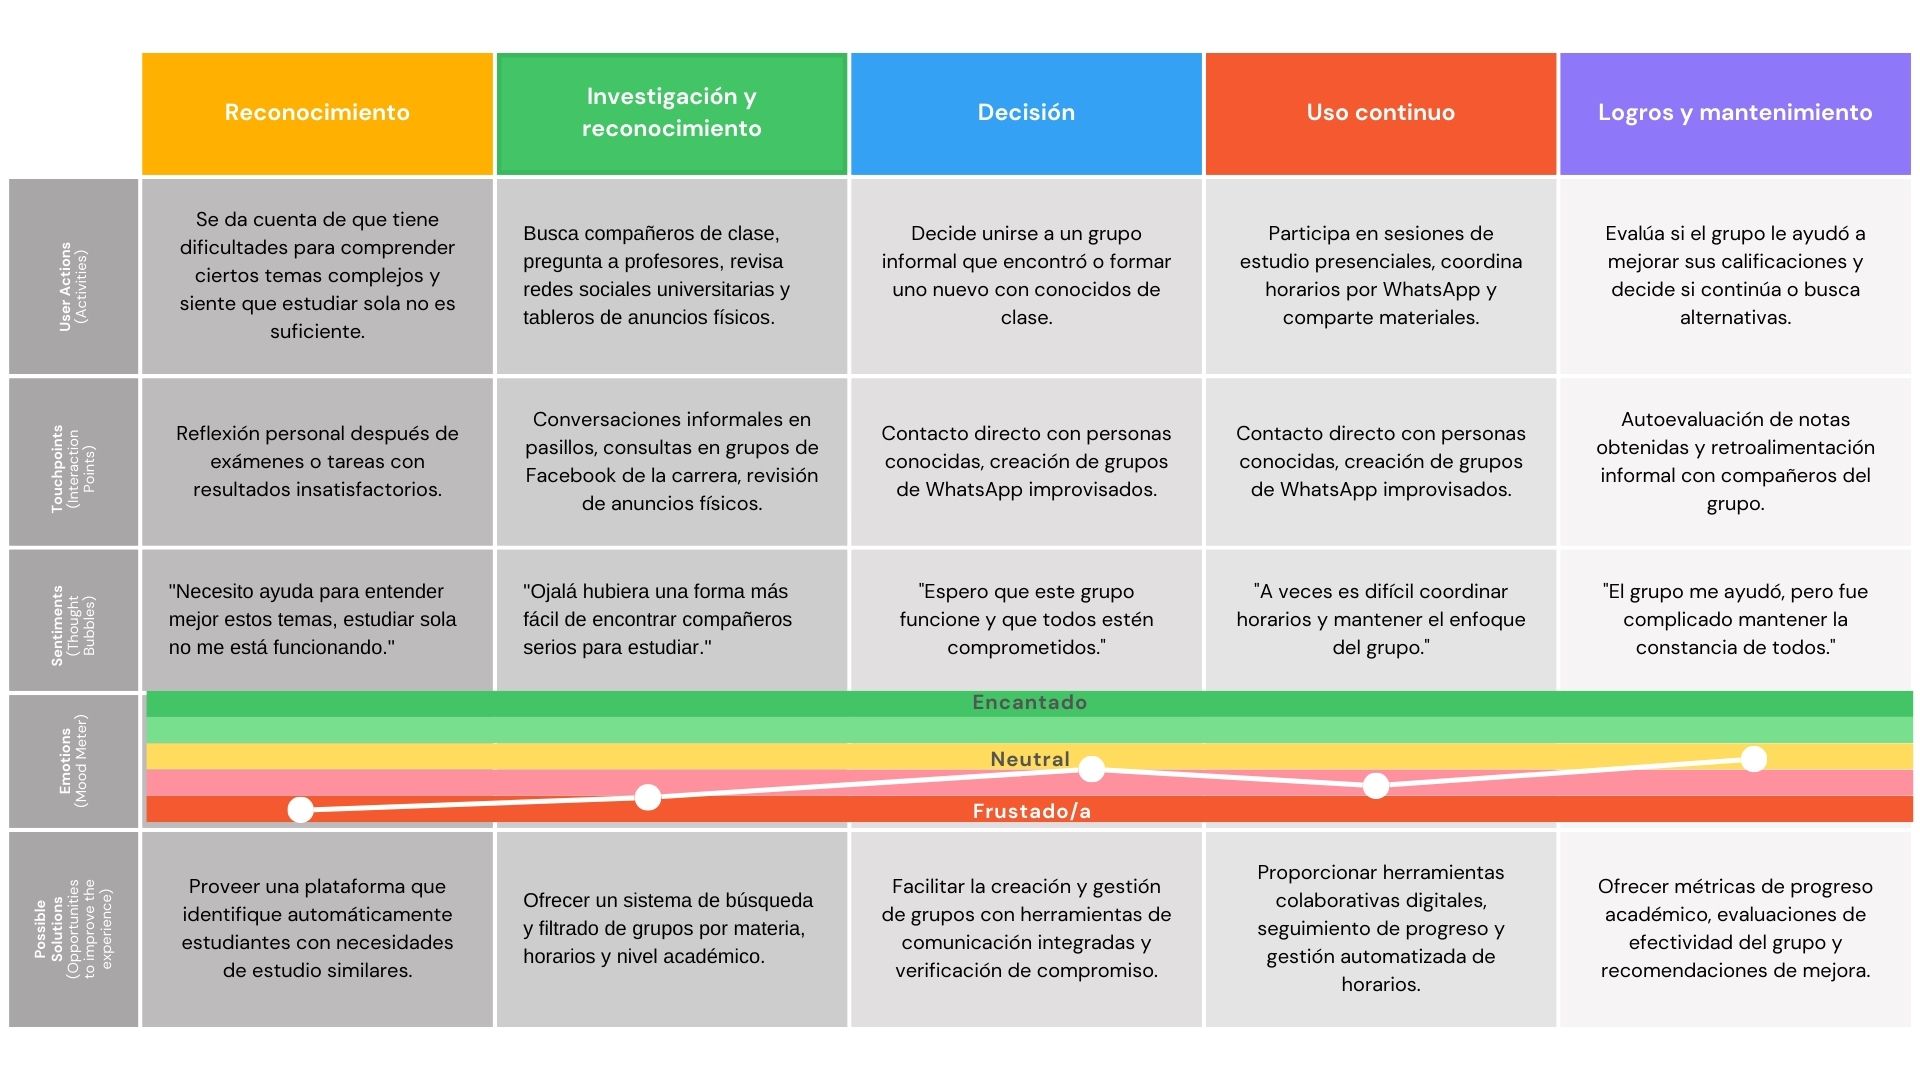 Reconocimiento
Investigación y
reconocimiento
Decisión
Uso continuo
Logros y mantenimiento
User Actions
(Activities)
Se da cuenta de que tiene
dificultades para comprender
ciertos temas complejos y
siente que estudiar sola no es
suficiente.
Busca compañeros de clase,
pregunta a profesores, revisa
redes sociales universitarias y
tableros de anuncios físicos.
Decide unirse a un grupo
informal que encontró o formar
uno nuevo con conocidos de
clase.
Participa en sesiones de
estudio presenciales, coordina
horarios por WhatsApp y
comparte materiales.
Evalúa si el grupo le ayudó a
mejorar sus calificaciones y
decide si continúa o busca
alternativas.
Touchpoints
(Interaction
Points)
Reflexión personal después de
exámenes o tareas con
resultados insatisfactorios.
Conversaciones informales en
pasillos, consultas en grupos de
Facebook de la carrera, revisión
de anuncios físicos.
Contacto directo con personas
conocidas, creación de grupos
de WhatsApp improvisados.
Contacto directo con personas
conocidas, creación de grupos
de WhatsApp improvisados.
Autoevaluación de notas
obtenidas y retroalimentación
informal con compañeros del
grupo.
Sentiments
(Thought
Bubbles)
"Necesito ayuda para entender
mejor estos temas, estudiar sola
no me está funcionando."
"Ojalá hubiera una forma más
fácil de encontrar compañeros
serios para estudiar."
"Espero que este grupo
funcione y que todos estén
comprometidos."
"A veces es difícil coordinar
horarios y mantener el enfoque
del grupo."
"El grupo me ayudó, pero fue
complicado mantener la
constancia de todos."
Emotions
(Mood Meter)
Encantado
Neutral
Frustado/a
Possible
Solutions
(Opportunities
to improve the
experience)
Proveer una plataforma que
identifique automáticamente
estudiantes con necesidades
de estudio similares.
Ofrecer un sistema de búsqueda
y filtrado de grupos por materia,
horarios y nivel académico.
Facilitar la creación y gestión
de grupos con herramientas de
comunicación integradas y
verificación de compromiso.
Proporcionar herramientas
colaborativas digitales,
seguimiento de progreso y
gestión automatizada de
horarios.
Ofrecer métricas de progreso
académico, evaluaciones de
efectividad del grupo y
recomendaciones de mejora.